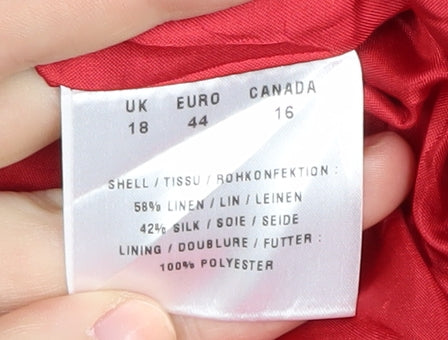 UK EURO CANADA
18 44 16
SHELL / TISSU / ROHKONFEKTION :
58% LINEN / LIN / LEINEN
42% SILK / SOIE / SEIDE
LINING / DOUBLURE / FUTTER :
100% POLYESTER